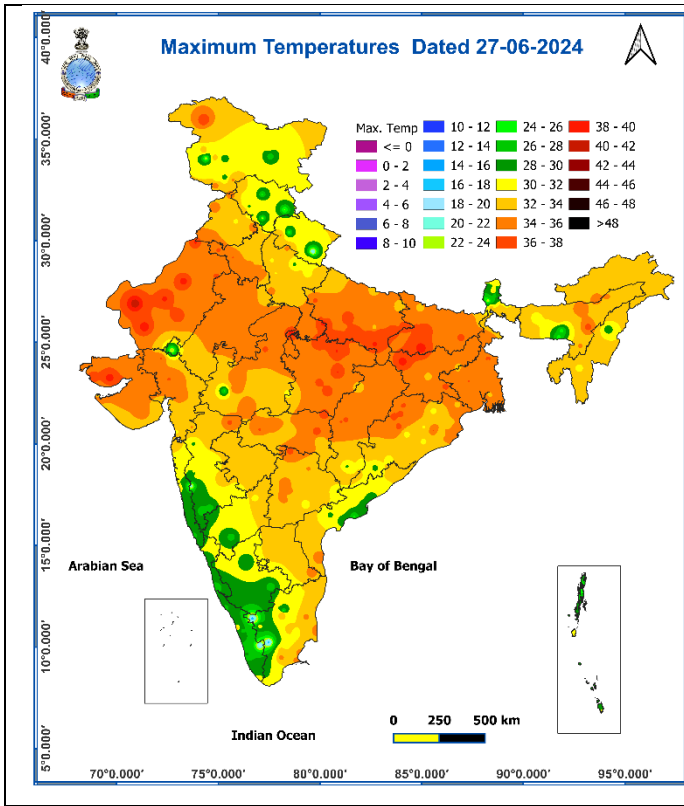 Maximum Temperatures Dated 27-06-2024
Max. Temp
<= 0
0 - 2
2 - 4
4 - 6
6 - 8
8 - 10
10 - 12
12 - 14
14 - 16
16 - 18
18 - 20
20 - 22
22 - 24
24 - 26
26 - 28
28 - 30
30 - 32
32 - 34
34 - 36
36 - 38
38 - 40
40 - 42
42 - 44
44 - 46
46 - 48
>48
40°0.000'
35°0.000'
30°0.000'
25°0.000'
20°0.000'
15°0.000'
10°0.000'
5°0.000'
Arabian Sea
Bay of Bengal
Indian Ocean
0 250 500 km
70°0.000' 75°0.000' 80°0.000' 85°0.000' 90°0.000' 95°0.000'